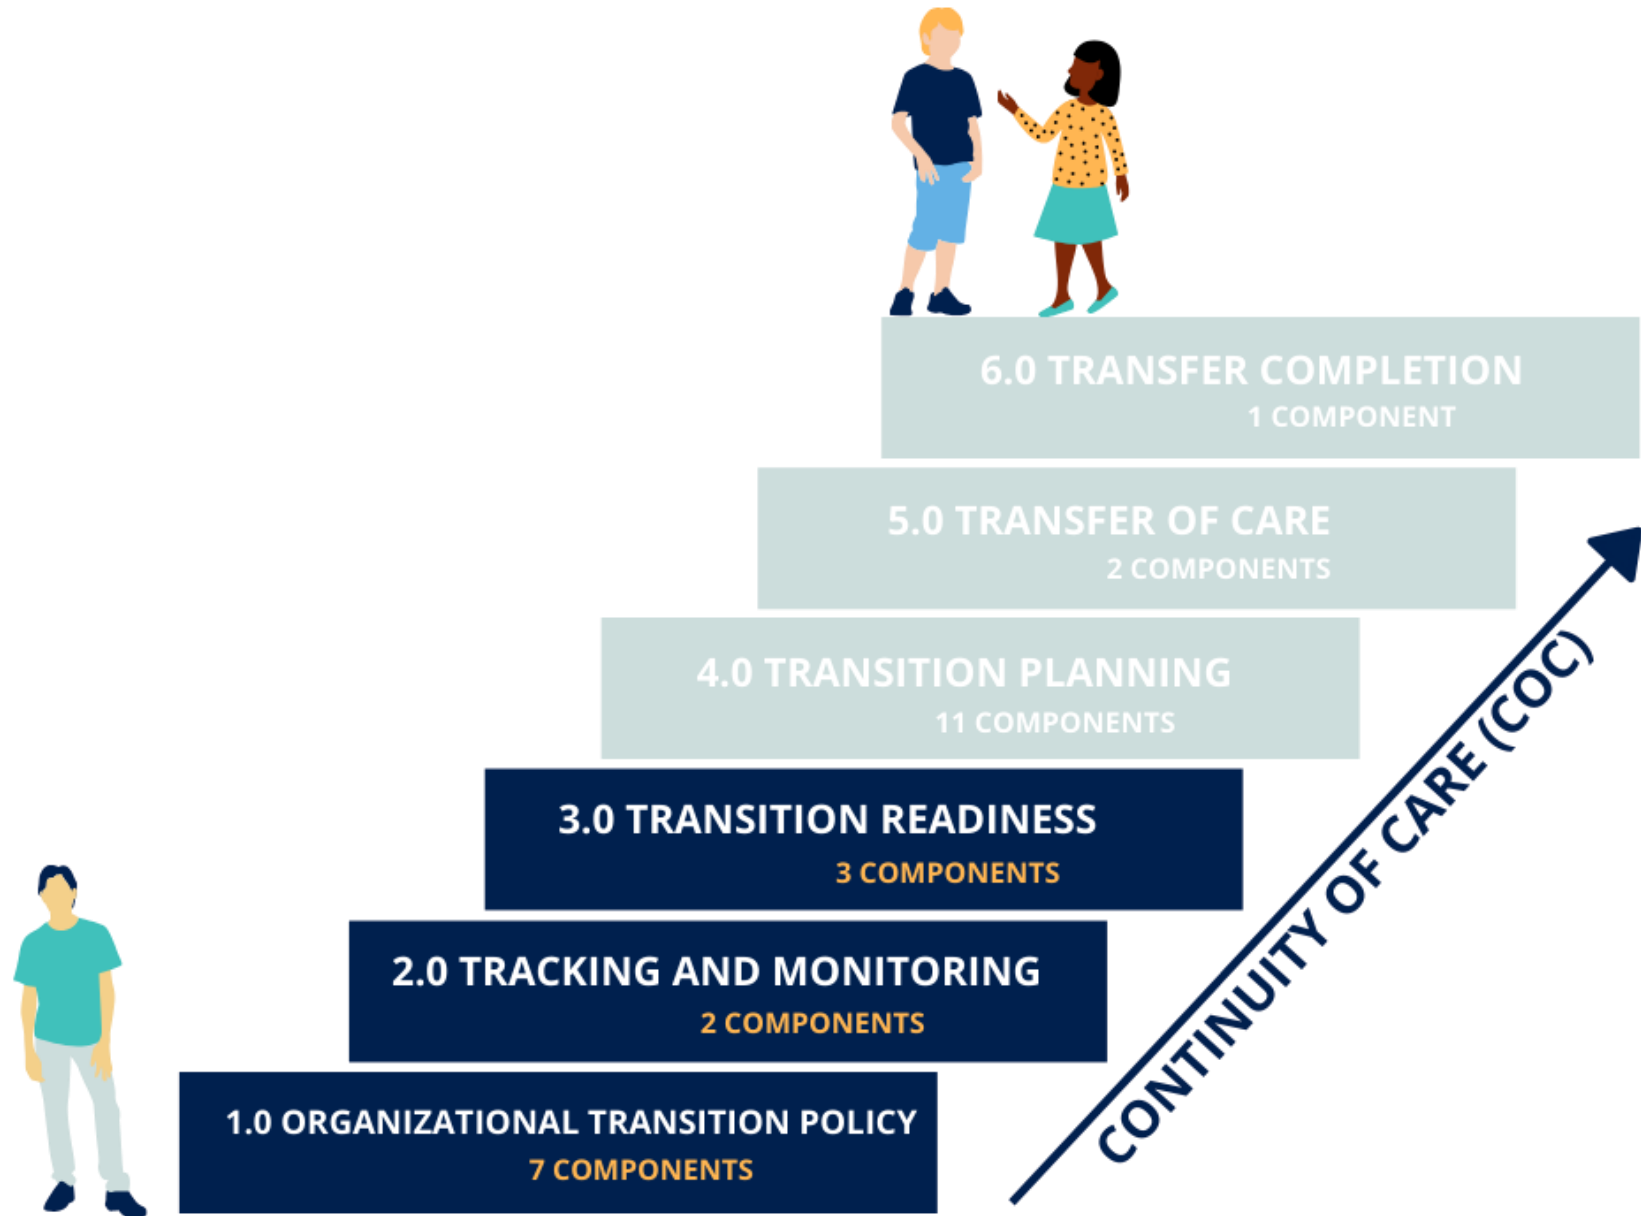 6.0 TRANSFER COMPLETION
1 COMPONENT
5.0 TRANSFER OF CARE
2 COMPONENTS
4.0 TRANSITION PLANNING
11 COMPONENTS
3.0 TRANSITION READINESS
3 COMPONENTS
2.0 TRACKING AND MONITORING
2 COMPONENTS
1.0 ORGANIZATIONAL TRANSITION POLICY
7 COMPONENTS
CONTINUITY OF CARE (COC)